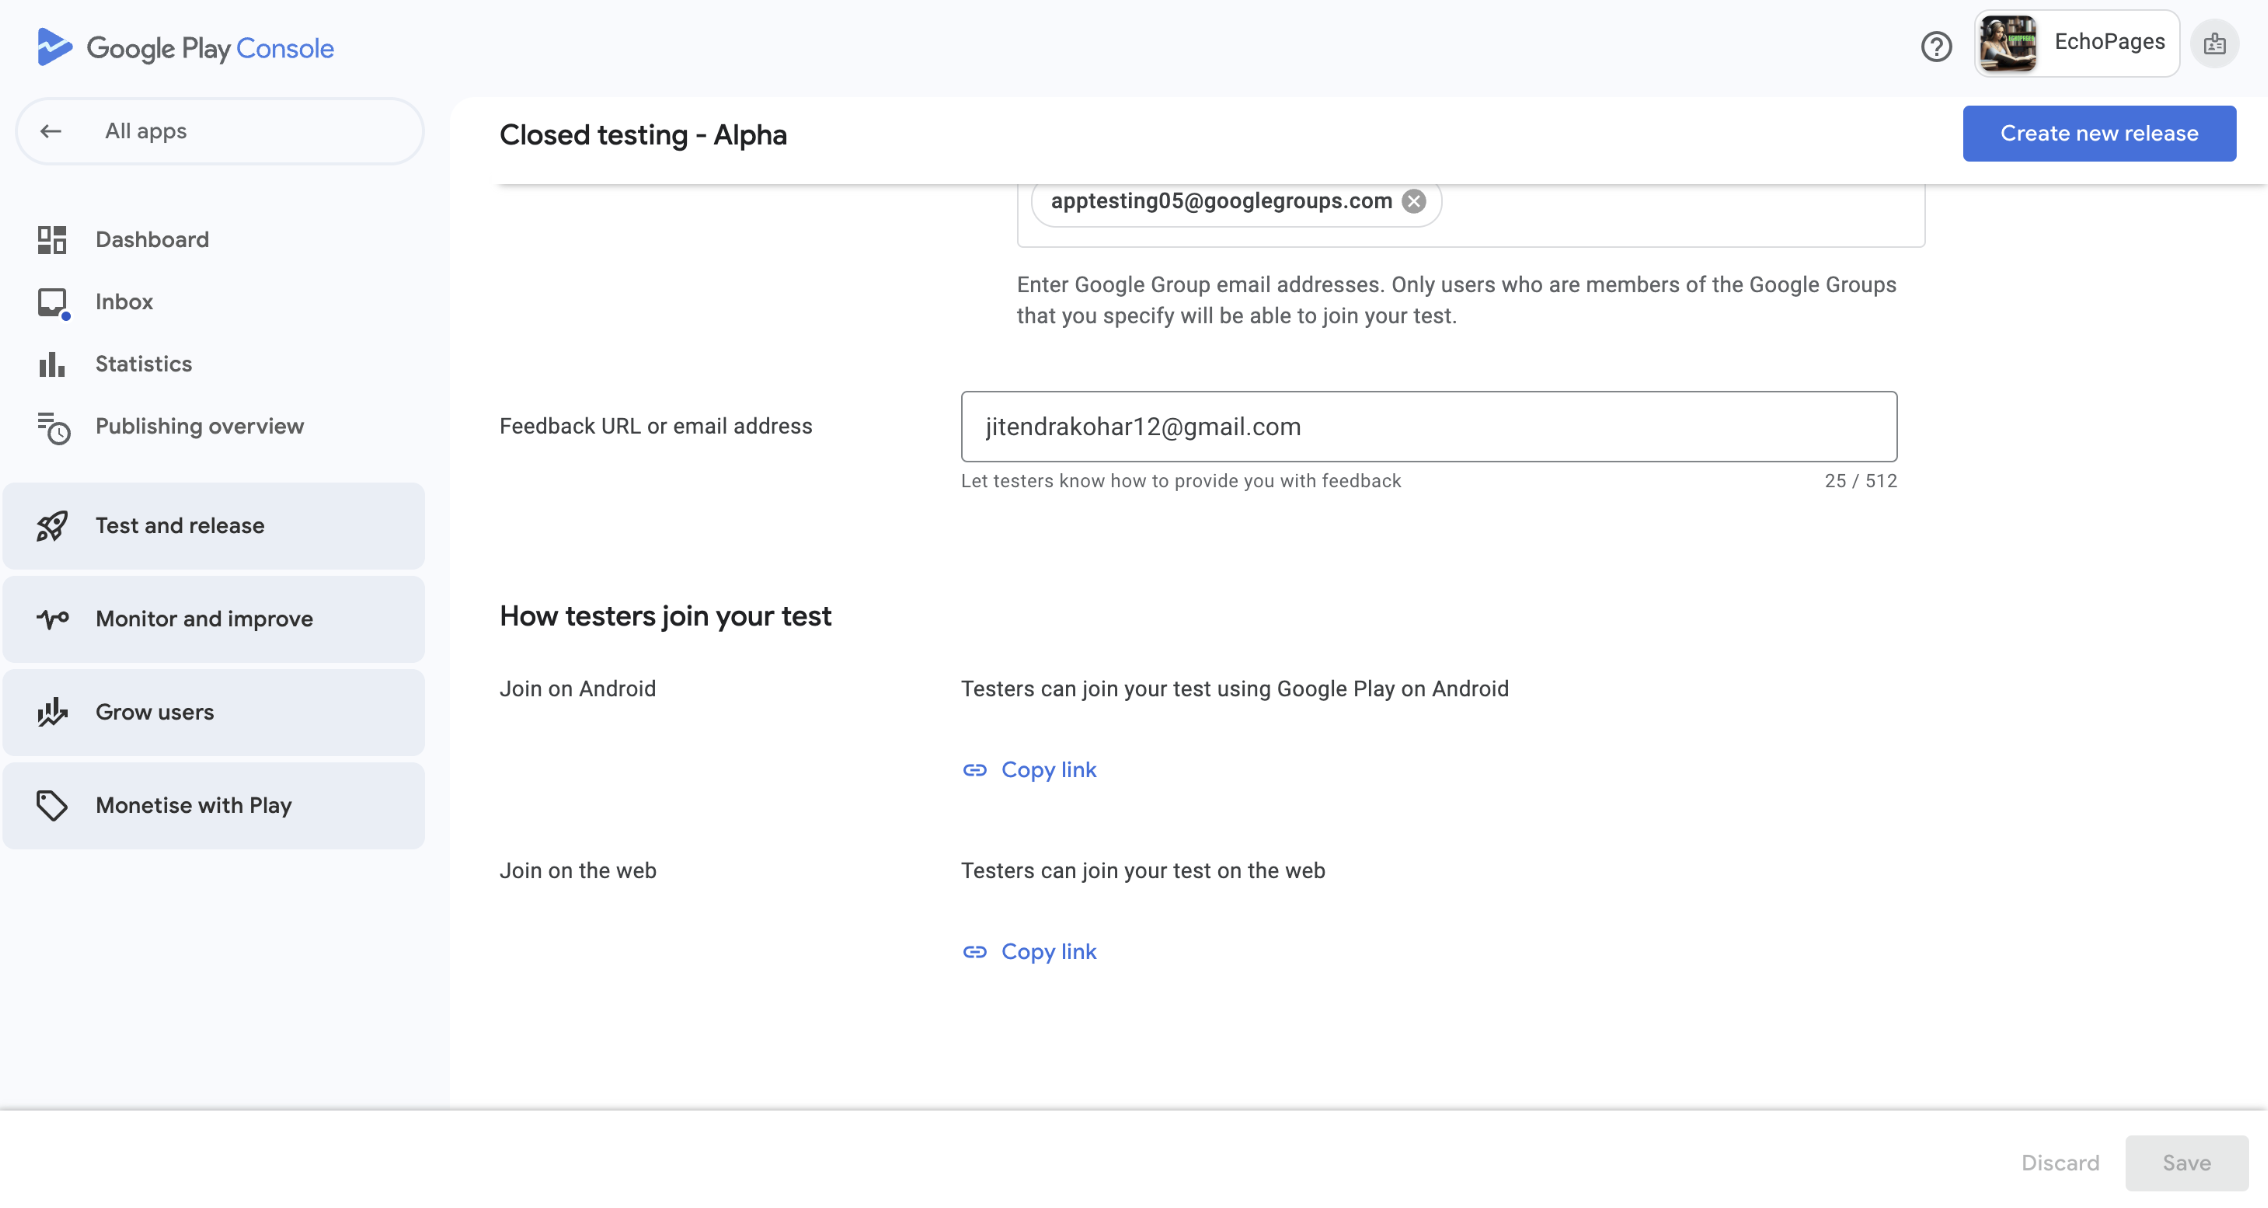 Google Play Console
EchoPages
All apps
Closed testing - Alpha
Create new release
Dashboard
Inbox
Statistics
Publishing overview
Test and release
Monitor and improve
Grow users
Monetise with Play
apptesting05@googlegroups.com
Enter Google Group email addresses. Only users who are members of the Google Groups
that you specify will be able to join your test.
Feedback URL or email address
jitendrakohar12@gmail.com
Let testers know how to provide you with feedback
25 / 512
How testers join your test
Join on Android
Testers can join your test using Google Play on Android
Copy link
Join on the web
Testers can join your test on the web
Copy link
Discard
Save